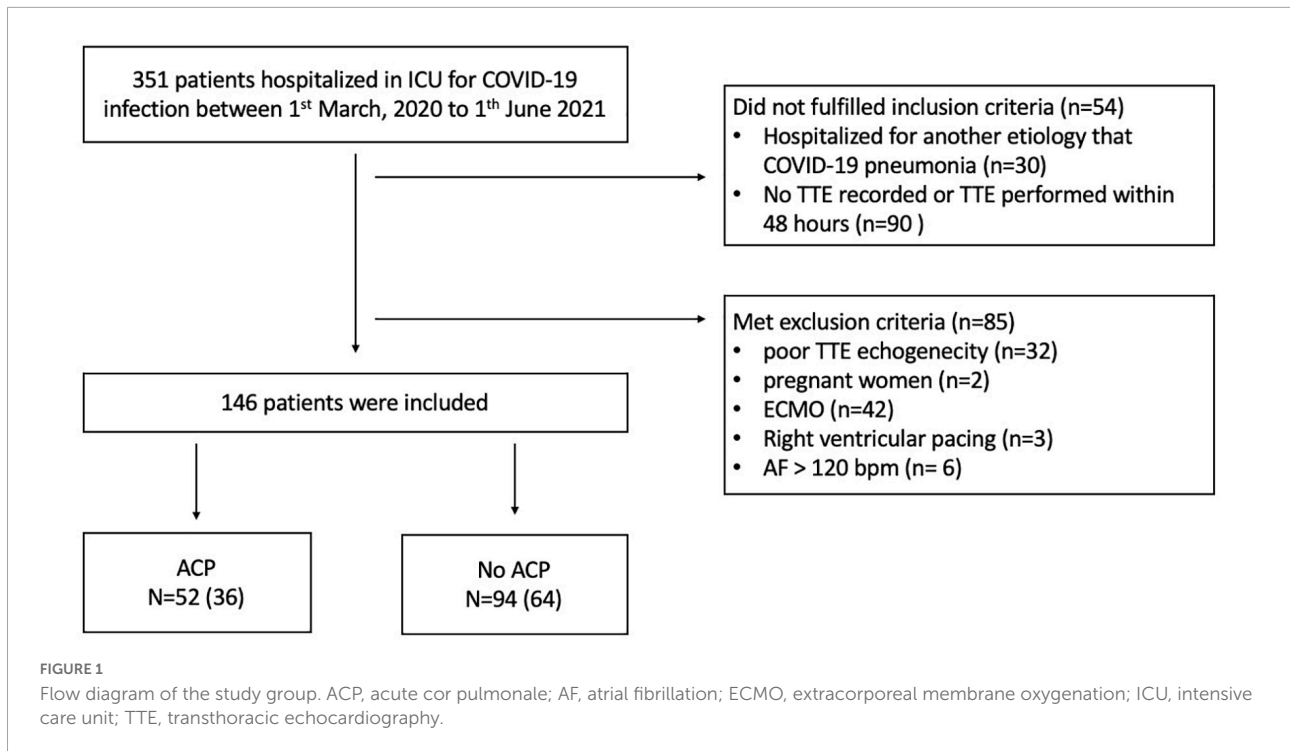 351 patients hospitalized in ICU for COVID-19
infection between 1st March, 2020 to 1th June 2021
Did not fulfilled inclusion criteria (n=54)
• Hospitalized for another etiology that
COVID-19 pneumonia (n=30)
• No TTE recorded or TTE performed within
48 hours (n=90 )
Met exclusion criteria (n=85)
• poor TTE echogenecity (n=32)
• pregnant women (n=2)
• ECMO (n=42)
• Right ventricular pacing (n=3)
• AF > 120 bpm (n= 6)
146 patients were included
ACP
N=52 (36)
No ACP
N=94 (64)
FIGURE 1
Flow diagram of the study group. ACP, acute cor pulmonale; AF, atrial fibrillation; ECMO, extracorporeal membrane oxygenation; ICU, intensive
care unit; TTE, transthoracic echocardiography.